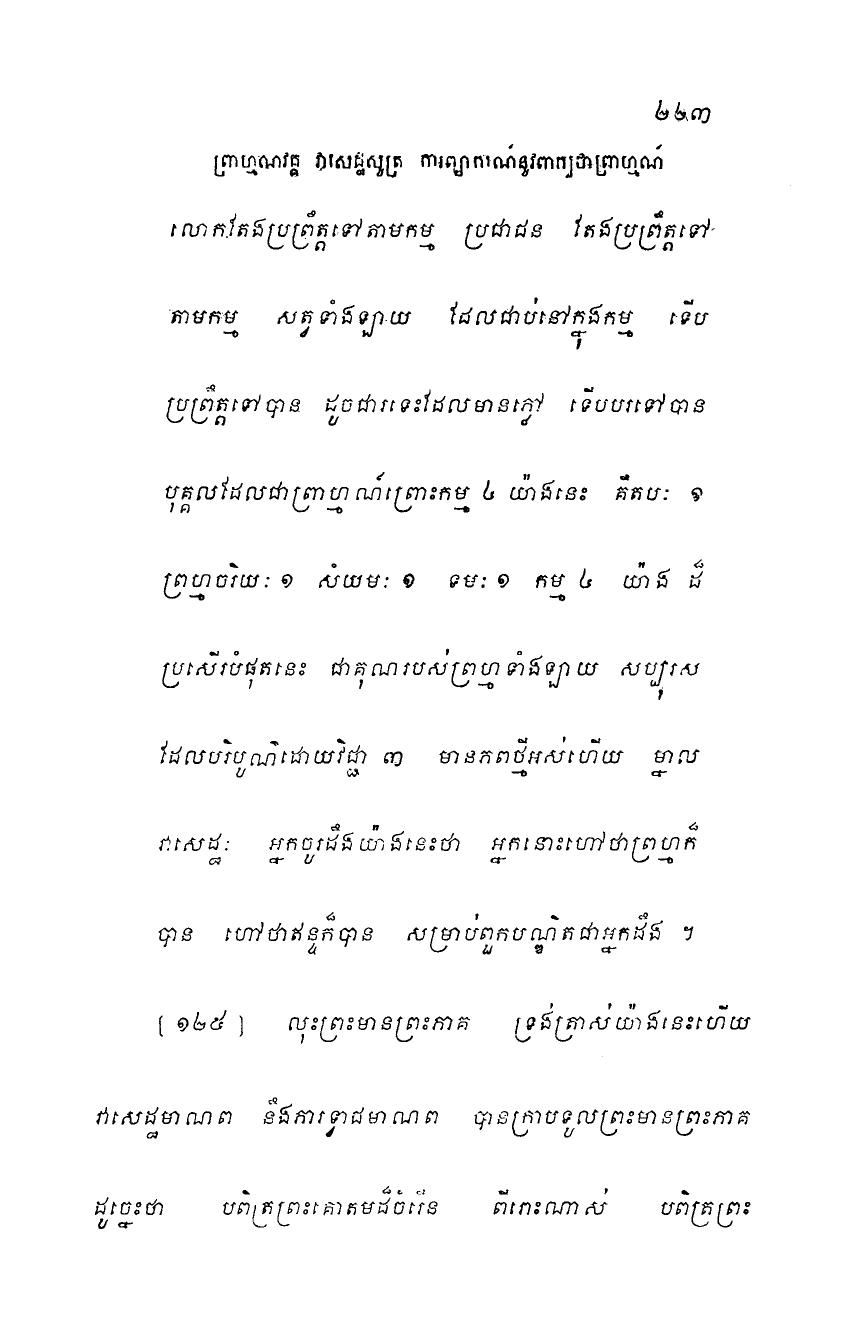 ២២៣
ព្រាហ្មណវគ្គ វាសេដ្ឋសូត្រ ការព្យាករណ៍នូវពាក្យថាព្រាហ្មណ៍
លោកតែងប្រព្រឹត្តទៅតាមកម្ម ប្រជាជន តែងប្រព្រឹត្តទៅ
តាមកម្ម សត្វទាំងឡាយ ដែលជាប់នៅក្នុងកម្ម ទើប
ប្រព្រឹត្តទៅបាន ដូចជារទេះដែលមានភ្លៅ ទើបបរទៅបាន
បុគ្គលដែលជាព្រាហ្មណ៍ព្រោះកម្ម ៤ យ៉ាងនេះ គឺតបៈ ១
ព្រហ្មចរិយៈ ១ សំយមៈ ១ ទមៈ ១ កម្ម ៤ យ៉ាង ដ៏
ប្រសើរបំផុតនេះ ជាគុណរបស់ព្រហ្មទាំងឡាយ សប្បុរស
ដែលបរិបូណ៌ដោយវិជ្ជា ៣ មានភពថ្មីអស់ហើយ ម្នាល
វាសេដ្ឋៈ អ្នកចូរដឹងយ៉ាងនេះថា អ្នកនោះហៅថាព្រហ្មក៏
បាន ហៅថាឥន្ទក៏បាន សម្រាប់ពួកបណ្ឌិតជាអ្នកដឹង ។
[ ១២៥ ] លុះព្រះមានព្រះភាគ ទ្រង់ត្រាស់យ៉ាងនេះហើយ
វាសេដ្ឋមាណព និងភារទ្វាជមាណព បានក្រាបទូលព្រះមានព្រះភាគ
ដូច្នេះថា បពិត្រព្រះគោតមដ៏ចំរើន ពីរោះណាស់ បពិត្រព្រះ